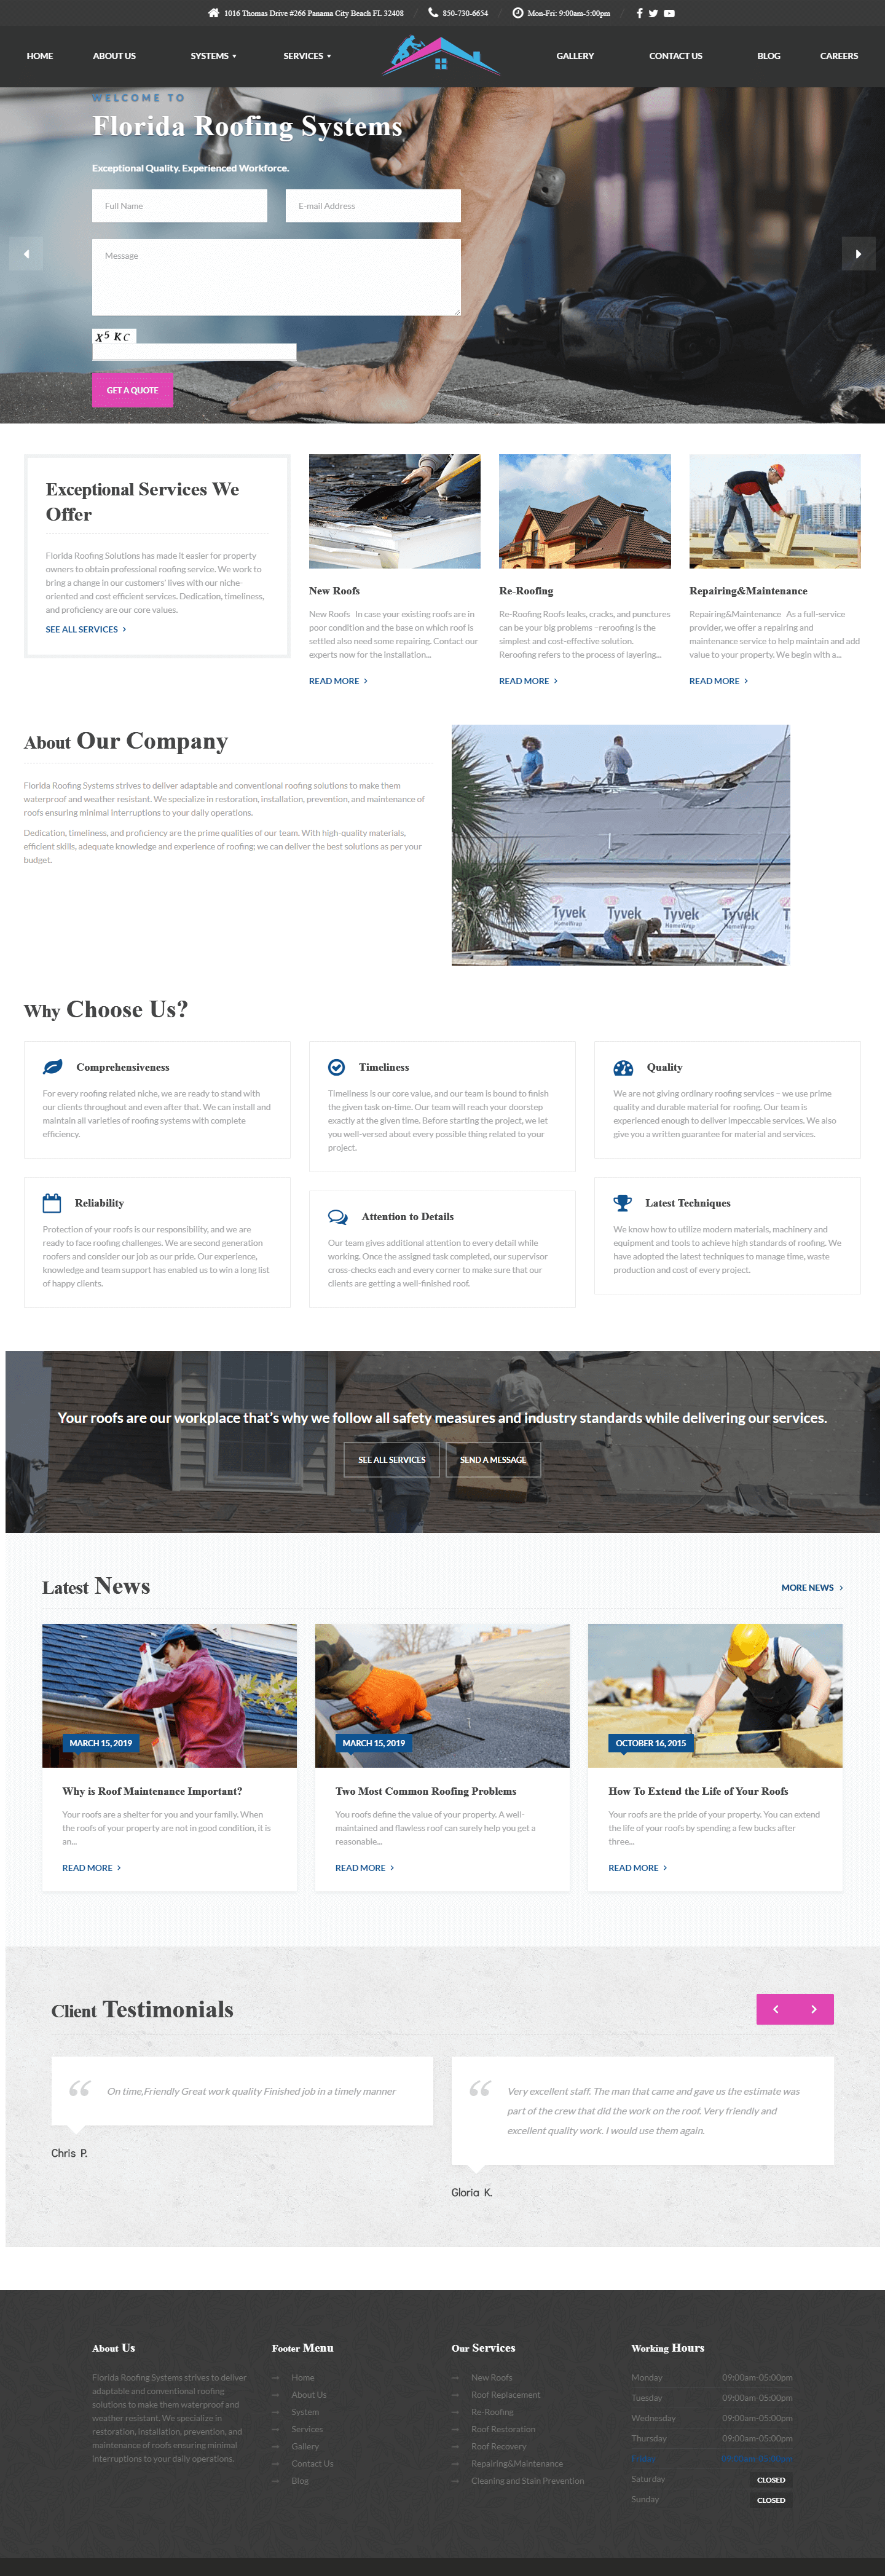 1016 Thomas Drive #266 Panama City Beach FL 32408 / 850-730-6654 / Mon-Fri: 9:00am-5:00pm /
HOME ABOUT US SYSTEMS SERVICES GALLERY CONTACT US BLOG CAREERS
WELCOME TO
Florida Roofing Systems
Exceptional Quality. Experienced Workforce.
Full Name E-mail Address
Message
X5 KC
GET A QUOTE
Exceptional Services We
Offer
Florida Roofing Solutions has made it easier for property
owners to obtain professional roofing service. We work to
bring a change in our customers' lives with our niche-
oriented and cost efficient services. Dedication, timeliness,
and proficiency are our core values.
SEE ALL SERVICES
New Roofs
New Roofs In case your existing roofs are in
poor condition and the base on which roof is
settled also need some repairing. Contact our
experts now for the installation...
READ MORE
Re-Roofing
Re-Roofing Roofs leaks, cracks, and punctures
can be your big problems –reroofing is the
simplest and cost-effective solution.
Reroofing refers to the process of layering...
READ MORE
Repairing&Maintenance
Repairing&Maintenance As a full-service
provider, we offer a repairing and
maintenance service to help maintain and add
value to your property. We begin with a...
READ MORE
About Our Company
Florida Roofing Systems strives to deliver adaptable and conventional roofing solutions to make them
waterproof and weather resistant. We specialize in restoration, installation, prevention, and maintenance of
roofs ensuring minimal interruptions to your daily operations.
Dedication, timeliness, and proficiency are the prime qualities of our team. With high-quality materials,
efficient skills, adequate knowledge and experience of roofing; we can deliver the best solutions as per your
budget.
Tyvek Tyvek Tyvek Tyvek
HomeWrap HomeWrap HomeWrap HomeWrap
Why Choose Us?
Comprehensiveness
For every roofing related niche, we are ready to stand with
our clients throughout and even after that. We can install and
maintain all varieties of roofing systems with complete
efficiency.
Timeliness
Timeliness is our core value, and our team is bound to finish
the given task on-time. Our team will reach your doorstep
exactly at the given time. Before starting the project, we let
you well-versed about every possible thing related to your
project.
Quality
We are not giving ordinary roofing services – we use prime
quality and durable material for roofing. Our team is
experienced enough to deliver impeccable services. We also
give you a written guarantee for material and services.
Reliability
Protection of your roofs is our responsibility, and we are
ready to face roofing challenges. We are second generation
roofers and consider our job as our pride. Our experience,
knowledge and team support has enabled us to win a long list
of happy clients.
Attention to Details
Our team gives additional attention to every detail while
working. Once the assigned task completed, our supervisor
cross-checks each and every corner to make sure that our
clients are getting a well-finished roof.
Latest Techniques
We know how to utilize modern materials, machinery and
equipment and tools to achieve high standards of roofing. We
have adopted the latest techniques to manage time, waste
production and cost of every project.
Your roofs are our workplace that's why we follow all safety measures and industry standards while delivering our services.
SEE ALL SERVICES SEND A MESSAGE
Latest News
MORE NEWS
MARCH 15, 2019
Why is Roof Maintenance Important?
Your roofs are a shelter for you and your family. When
the roofs of your property are not in good condition, it is
an...
READ MORE
MARCH 15, 2019
Two Most Common Roofing Problems
You roofs define the value of your property. A well-
maintained and flawless roof can surely help you get a
reasonable...
READ MORE
OCTOBER 16, 2015
How To Extend the Life of Your Roofs
Your roofs are the pride of your property. You can extend
the life of your roofs by spending a few bucks after
three...
READ MORE
Client Testimonials
On time,Friendly Great work quality Finished job in a timely manner
Chris P.
Very excellent staff. The man that came and gave us the estimate was
part of the crew that did the work on the roof. Very friendly and
excellent quality work. I would use them again.
Gloria K.
About Us
Florida Roofing Systems strives to deliver
adaptable and conventional roofing
solutions to make them waterproof and
weather resistant. We specialize in
restoration, installation, prevention, and
maintenance of roofs ensuring minimal
interruptions to your daily operations.
Footer Menu
Home
About Us
System
Services
Gallery
Contact Us
Blog
Our Services
New Roofs
Roof Replacement
Re-Roofing
Roof Restoration
Roof Recovery
Repairing&Maintenance
Cleaning and Stain Prevention
Working Hours
Monday 09:00am-05:00pm
Tuesday 09:00am-05:00pm
Wednesday 09:00am-05:00pm
Thursday 09:00am-05:00pm
Friday 09:00am-05:00pm
Saturday CLOSED
Sunday CLOSED